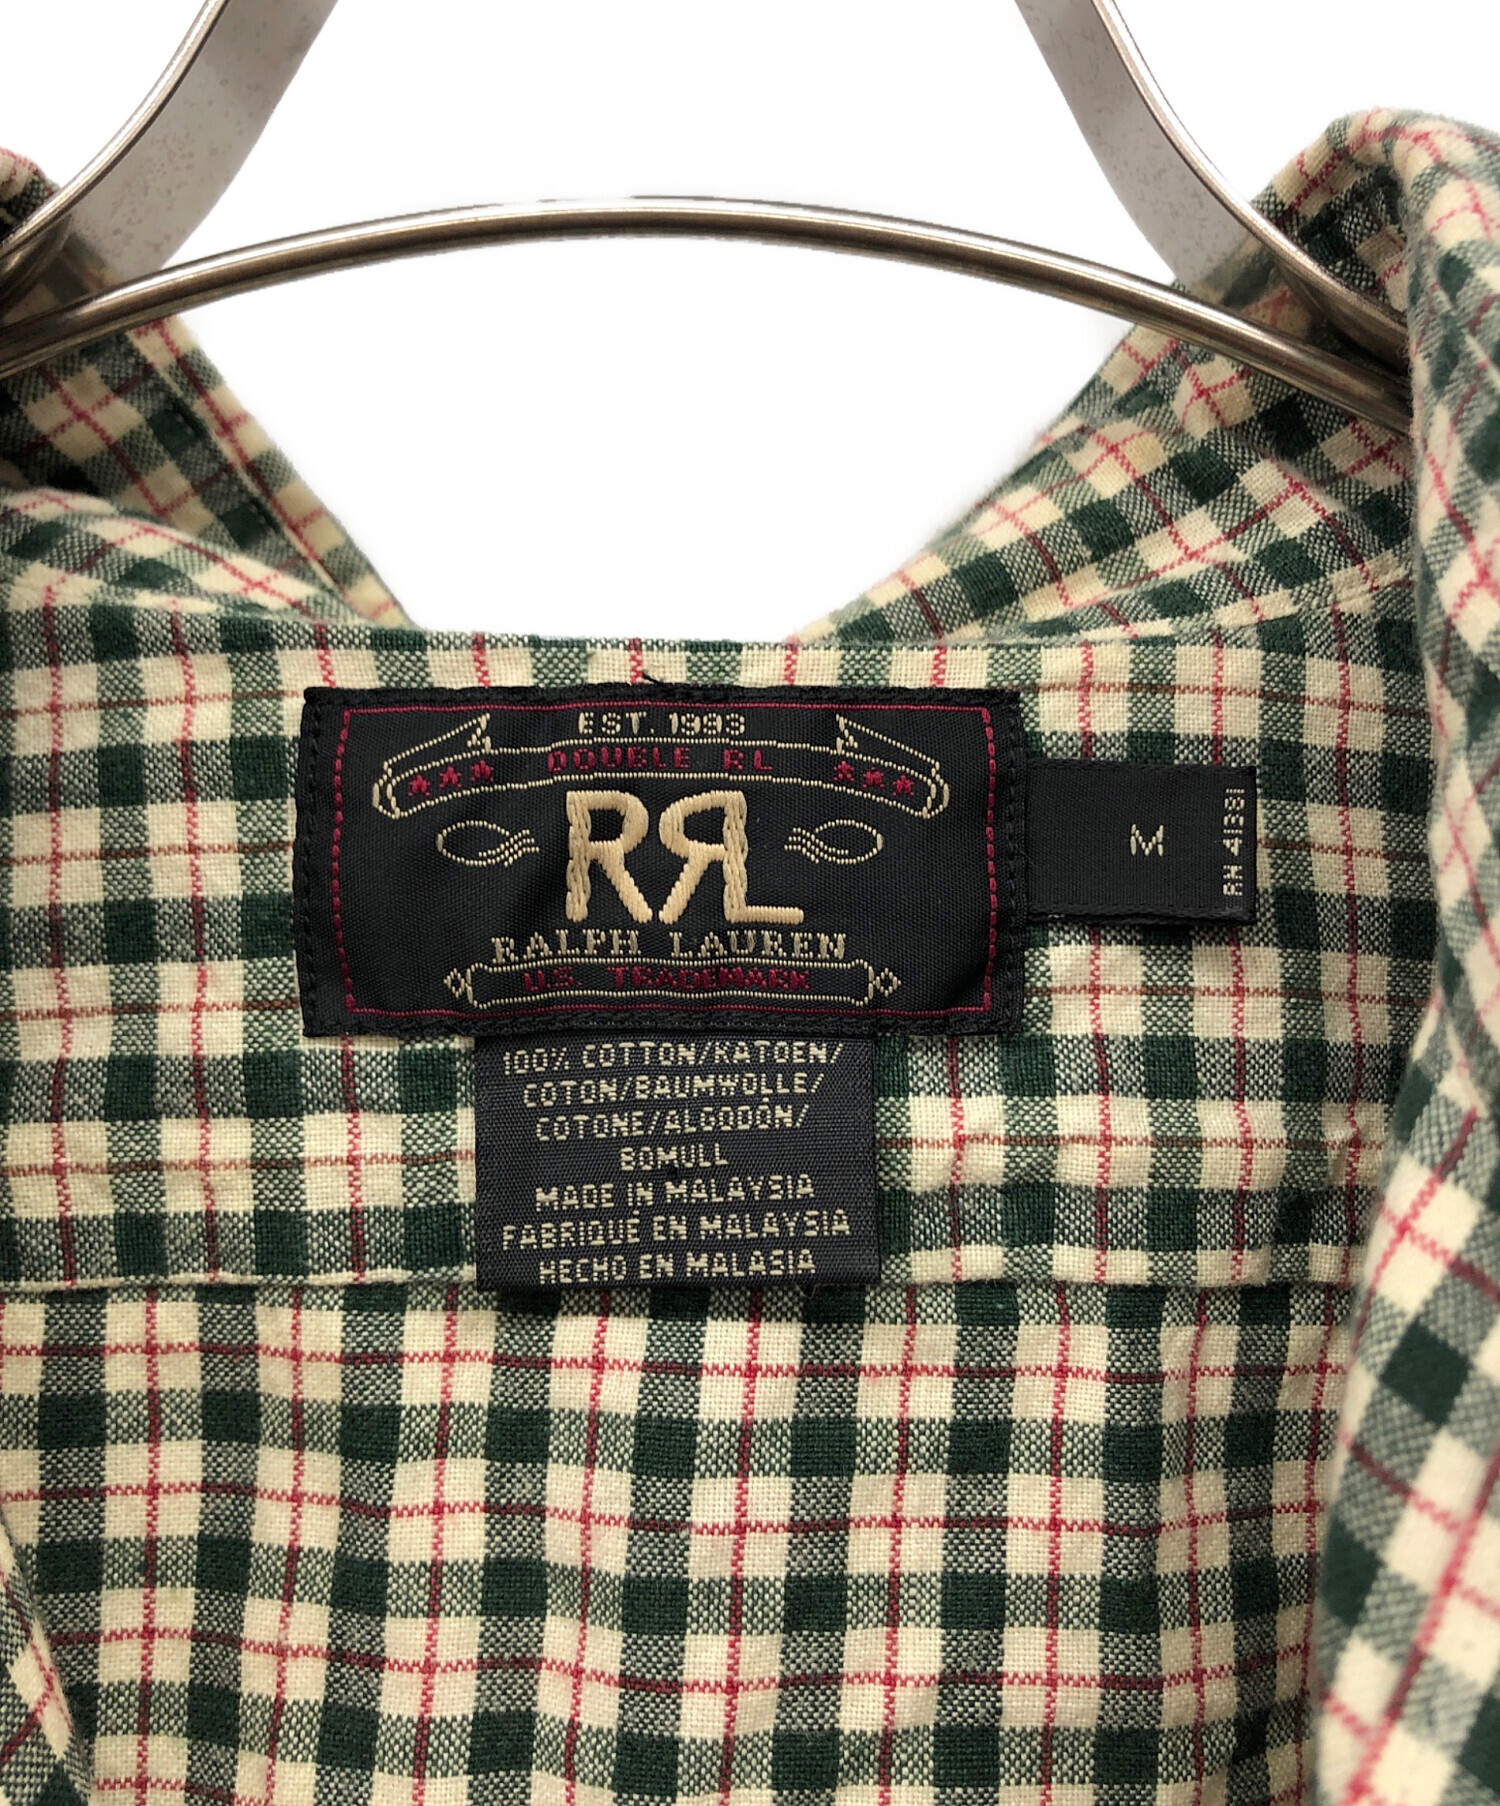 EST. 1993
DOUBLE RL
RRL
RALPH LAUREN
U.S. TRADEMARK
M
RN 41381
100% COTTON/KATOEN/
COTON/BAUMWOLLE/
COTONE/ALGODÓN/
BOMULL
MADE IN MALAYSIA
FABRIQUÉ EN MALAYSIA
HECHO EN MALASIA